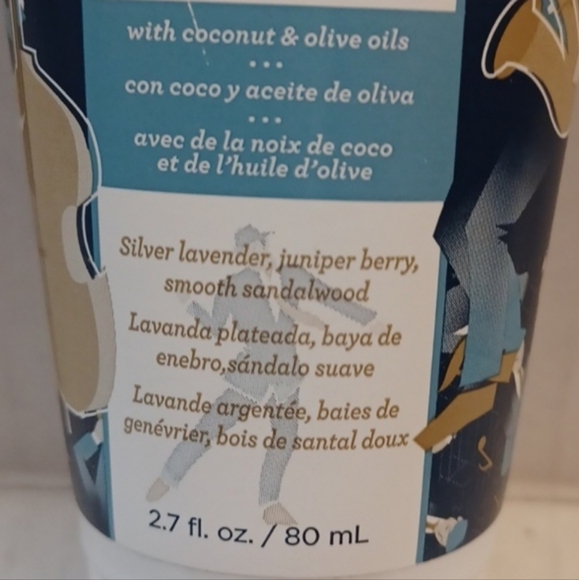 with coconut & olive oils
•••
con coco y aceite de oliva
•••
avec de la noix de coco
et de l'huile d'olive
Silver lavender, juniper berry,
smooth sandalwood
Lavanda plateada, baya de
enebro,sándalo suave
Lavande argentée, baies de
genévrier, bois de santal doux
2.7 fl. oz. / 80 mL